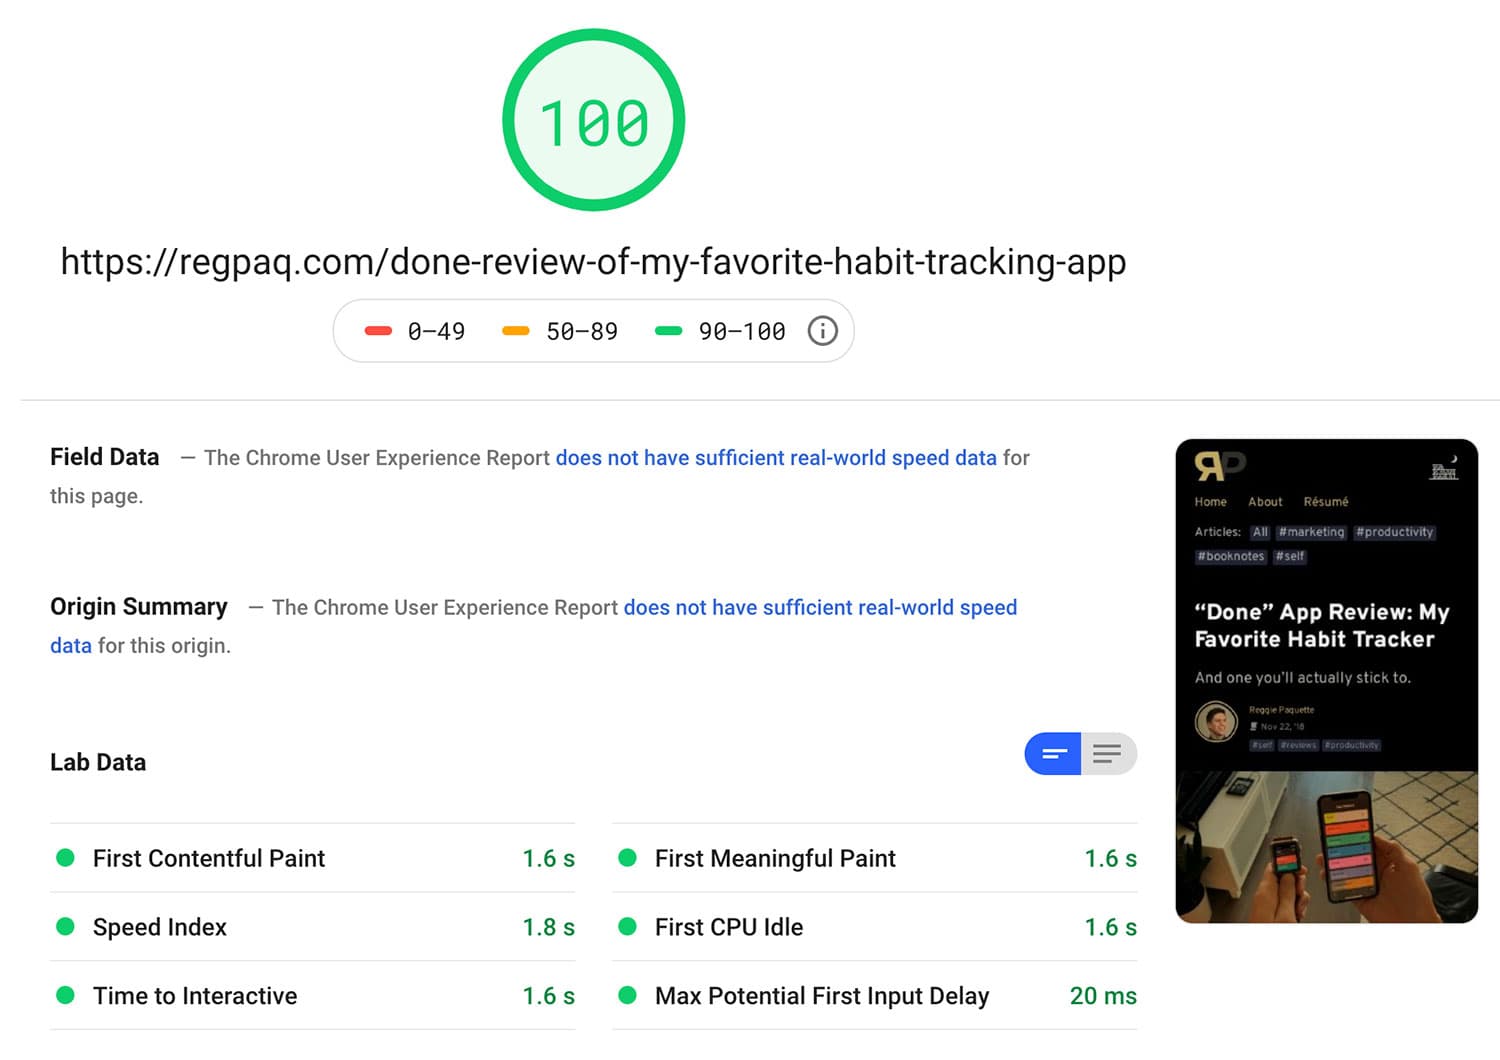 100
https://regpaq.com/done-review-of-my-favorite-habit-tracking-app
0–49 50–89 90–100
Field Data — The Chrome User Experience Report does not have sufficient real-world speed data for
this page.
Origin Summary — The Chrome User Experience Report does not have sufficient real-world speed
data for this origin.
Lab Data
First Contentful Paint 1.6 s
First Meaningful Paint 1.6 s
Speed Index 1.8 s
First CPU Idle 1.6 s
Time to Interactive 1.6 s
Max Potential First Input Delay 20 ms
RP
Home About Résumé
Articles: All #marketing #productivity
#booknotes #self
“Done” App Review: My
Favorite Habit Tracker
And one you’ll actually stick to.
Reggie Paquette
Nov 22, '18
#self #reviews #productivity